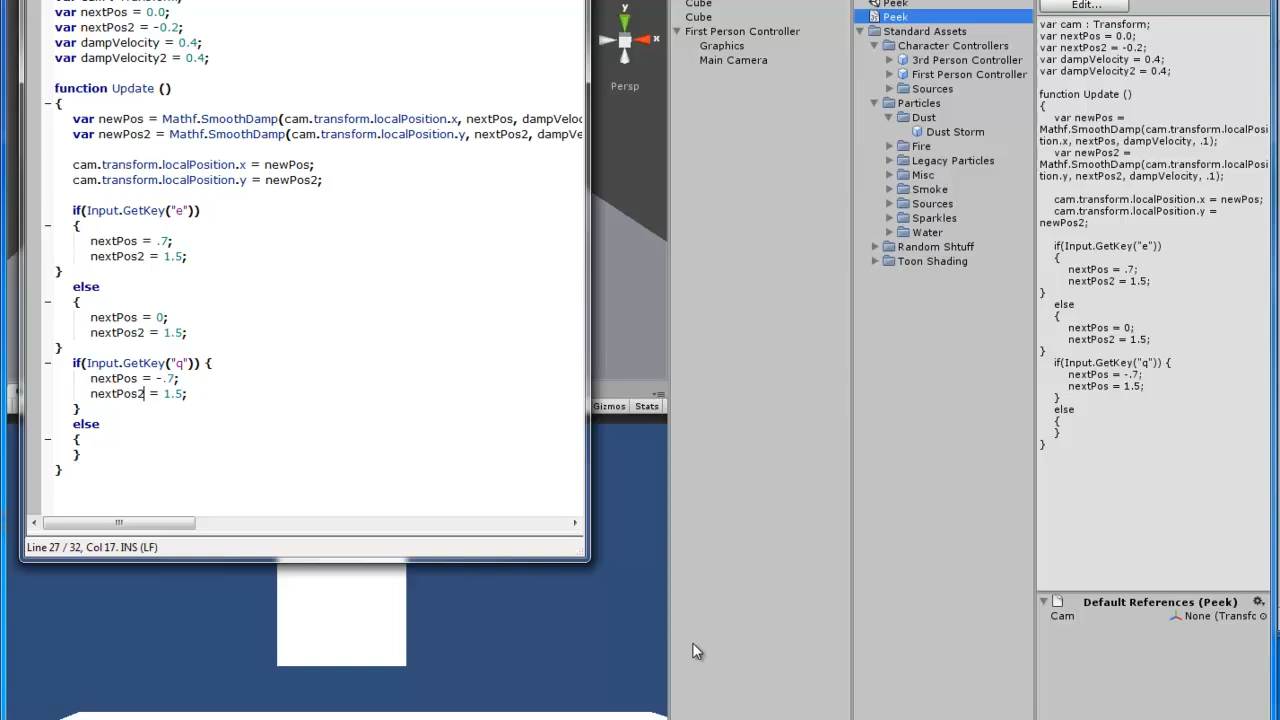 var nextPos = 0.0;
var nextPos2 = -0.2;
var dampVelocity = 0.4;
var dampVelocity2 = 0.4;
function Update ()
{
var newPos = Mathf.SmoothDamp(cam.transform.localPosition.x, nextPos, dampVeloc
var newPos2 = Mathf.SmoothDamp(cam.transform.localPosition.y, nextPos2, dampVe
cam.transform.localPosition.x = newPos;
cam.transform.localPosition.y = newPos2;
if(Input.GetKey("e"))
{
nextPos = .7;
nextPos2 = 1.5;
}
else
{
nextPos = 0;
nextPos2 = 1.5;
}
if(Input.GetKey("q")) {
nextPos = -.7;
nextPos2 = 1.5;
}
else
{
}
}
Line 27 / 32, Col 17. INS (LF)
y
x
Persp
Gizmos
Stats
Cube
Cube
First Person Controller
Graphics
Main Camera
Peek
Peek
Standard Assets
Character Controllers
3rd Person Controller
First Person Controller
Sources
Particles
Dust
Dust Storm
Fire
Legacy Particles
Misc
Smoke
Sources
Sparkles
Water
Random Shtuff
Toon Shading
Edit...
var cam : Transform;
var nextPos = 0.0;
var nextPos2 = -0.2;
var dampVelocity = 0.4;
var dampVelocity2 = 0.4;
function Update ()
{
var newPos =
Mathf.SmoothDamp(cam.transform.localPosi
tion.x, nextPos, dampVelocity, .1);
var newPos2 =
Mathf.SmoothDamp(cam.transform.localPosi
tion.y, nextPos2, dampVelocity, .1);
cam.transform.localPosition.x = newPos;
cam.transform.localPosition.y =
newPos2;
if(Input.GetKey("e"))
{
nextPos = .7;
nextPos2 = 1.5;
}
else
{
nextPos = 0;
nextPos2 = 1.5;
}
if(Input.GetKey("q")) {
nextPos = -.7;
nextPos = 1.5;
}
else
{
}
}
Default References (Peek)
Cam
None (Transfc